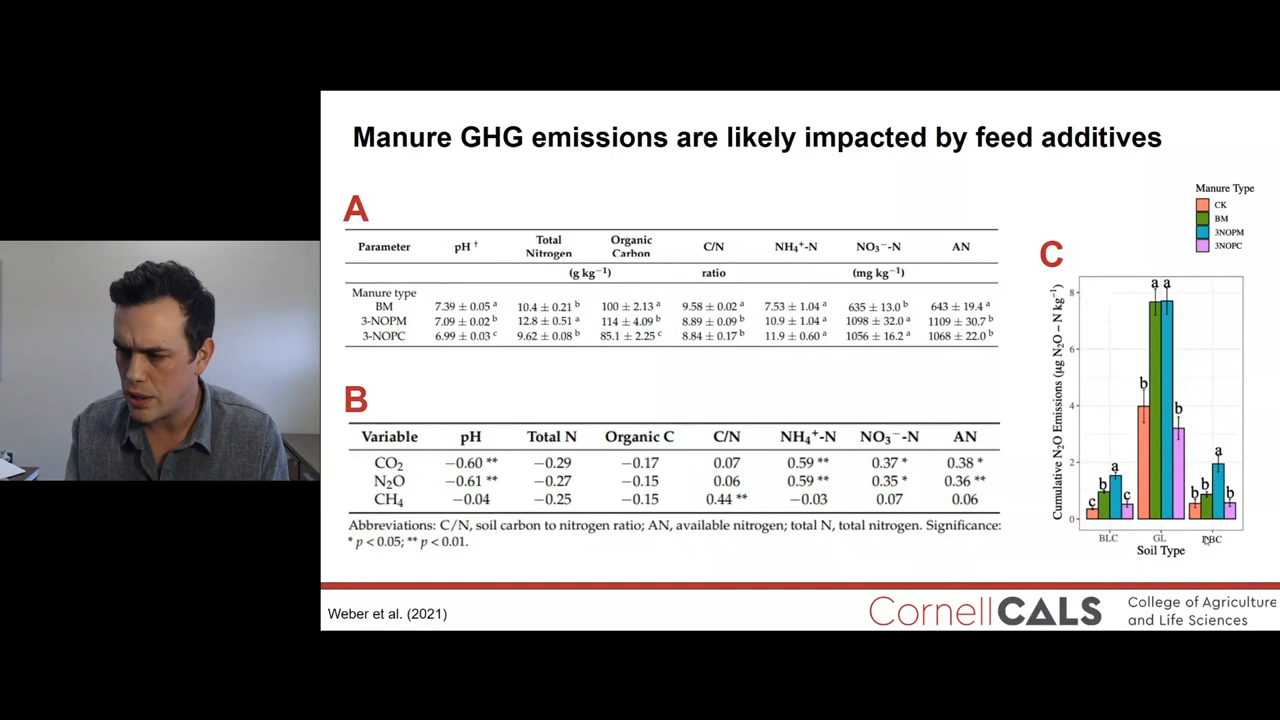 Manure GHG emissions are likely impacted by feed additives
A
Parameter pH † Total Nitrogen Organic Carbon C/N NH₄⁺-N NO₃⁻-N AN
(g kg⁻¹) ratio (mg kg⁻¹)
Manure type
BM 7.39 ± 0.05 ᵃ 10.4 ± 0.21 ᵇ 100 ± 2.13 ᵃ 9.58 ± 0.02 ᵃ 7.53 ± 1.04 ᵃ 635 ± 13.0 ᵇ 643 ± 19.4 ᵃ
3-NOPM 7.09 ± 0.02 ᵇ 12.8 ± 0.51 ᵃ 114 ± 4.09 ᵇ 8.89 ± 0.09 ᵇ 10.9 ± 1.04 ᵃ 1098 ± 32.0 ᵃ 1109 ± 30.7 ᵇ
3-NOPC 6.99 ± 0.03 ᶜ 9.62 ± 0.08 ᵇ 85.1 ± 2.25 ᶜ 8.84 ± 0.17 ᵇ 11.9 ± 0.60 ᵃ 1056 ± 16.2 ᵃ 1068 ± 22.0 ᵇ
B
Variable pH Total N Organic C C/N NH₄⁺-N NO₃⁻-N AN
CO₂ −0.60 ** −0.29 −0.17 0.07 0.59 ** 0.37 * 0.38 *
N₂O −0.61 ** −0.27 −0.15 0.06 0.59 ** 0.35 * 0.36 **
CH₄ −0.04 −0.25 −0.15 0.44 ** −0.03 0.07 0.06
Abbreviations: C/N, soil carbon to nitrogen ratio; AN, available nitrogen; total N, total nitrogen. Significance:
* p < 0.05; ** p < 0.01.
C
Manure Type
CK
BM
3NOPM
3NOPC
Cumulative N₂O Emissions (µg N₂O − N kg⁻¹)
8
6
4
2
0
c b a c
b a a b
b b a b
BLC GL
Soil Type
Weber et al. (2021)
CornellCALS
College of Agriculture
and Life Sciences